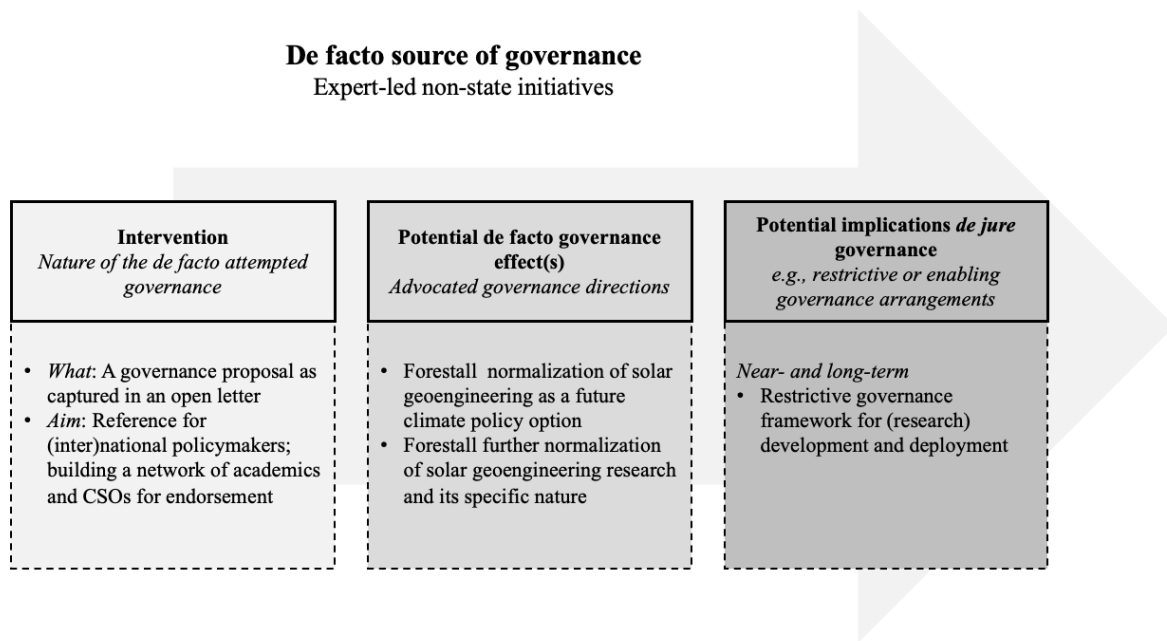 De facto source of governance
Expert-led non-state initiatives
Intervention
Nature of the de facto attempted
governance
• What: A governance proposal as
captured in an open letter
• Aim: Reference for
(inter)national policymakers;
building a network of academics
and CSOs for endorsement
Potential de facto governance
effect(s)
Advocated governance directions
• Forestall normalization of solar
geoengineering as a future
climate policy option
• Forestall further normalization
of solar geoengineering research
and its specific nature
Potential implications de jure
governance
e.g., restrictive or enabling
governance arrangements
Near- and long-term
• Restrictive governance
framework for (research)
development and deployment